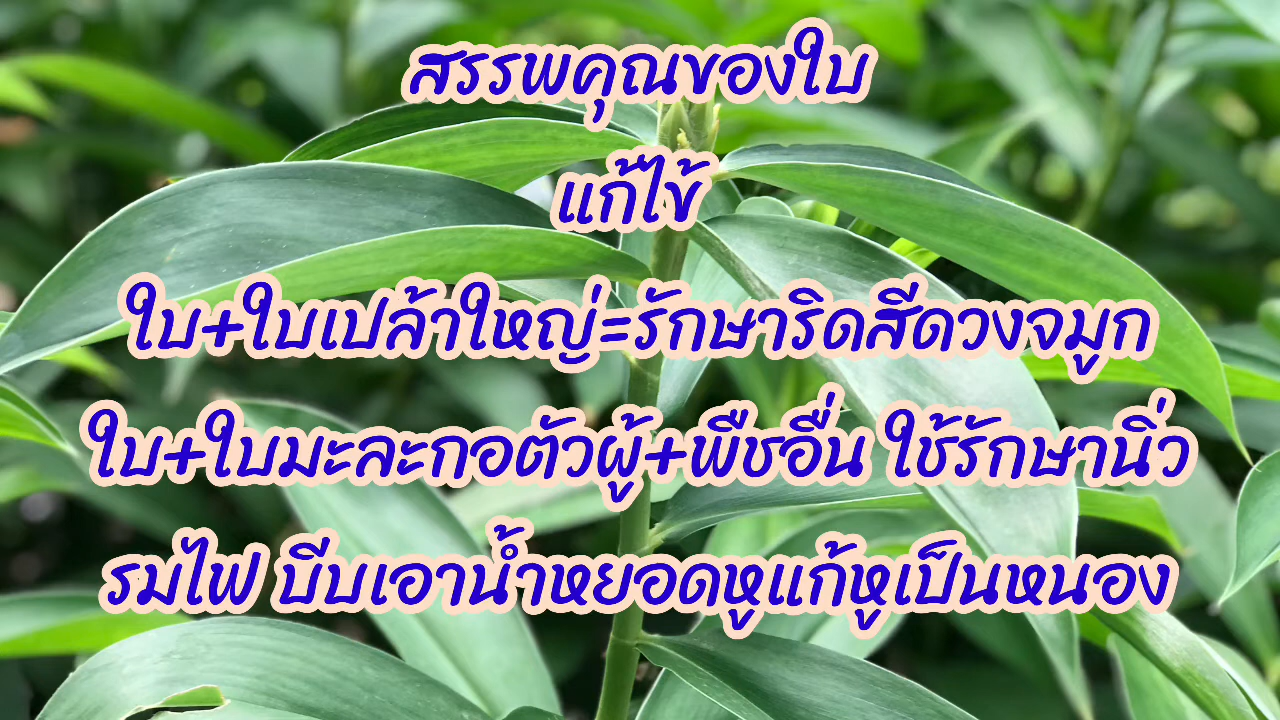 สรรพคุณของใบ
แก้ไข้
ใบ+ใบเปล้าใหญ่=รักษาริดสีดวงจมูก
ใบ+ใบมะละกอตัวผู้+พืชอื่น ใช้รักษานิ่ว
รมไฟ บีบเอาน้ำหยอดหูแก้หูเป็นหนอง